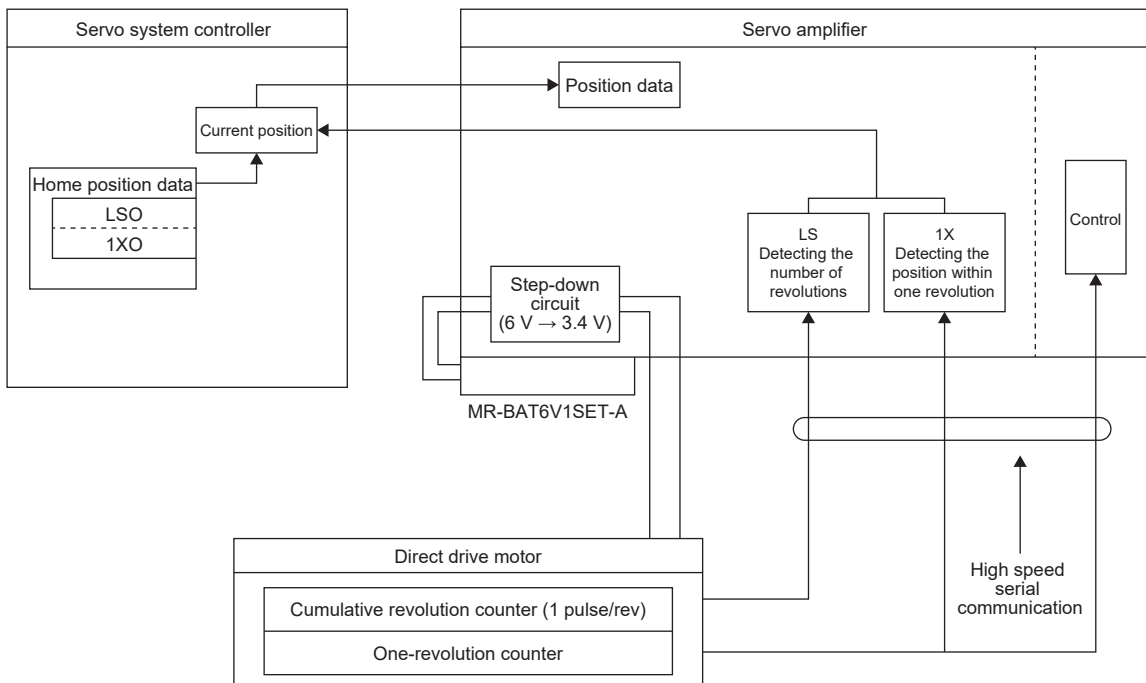 Servo system controller
Servo amplifier
Position data
Current position
Home position data
LSO
1XO
LS
Detecting the
number of
revolutions
1X
Detecting the
position within
one revolution
Control
Step-down
circuit
(6 V → 3.4 V)
MR-BAT6V1SET-A
Direct drive motor
Cumulative revolution counter (1 pulse/rev)
One-revolution counter
High speed
serial
communication